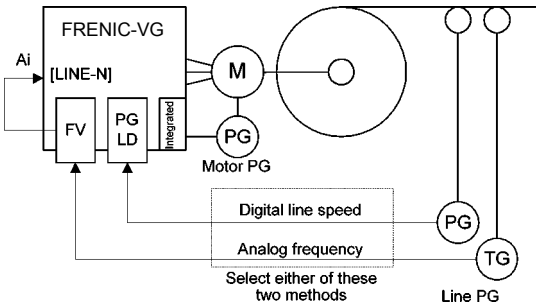 FRENIC-VG
Ai
[LINE-N]
M
FV
PG
LD
Integrated
PG
Motor PG
Digital line speed
PG
Analog frequency
TG
Select either of these
two methods
Line PG